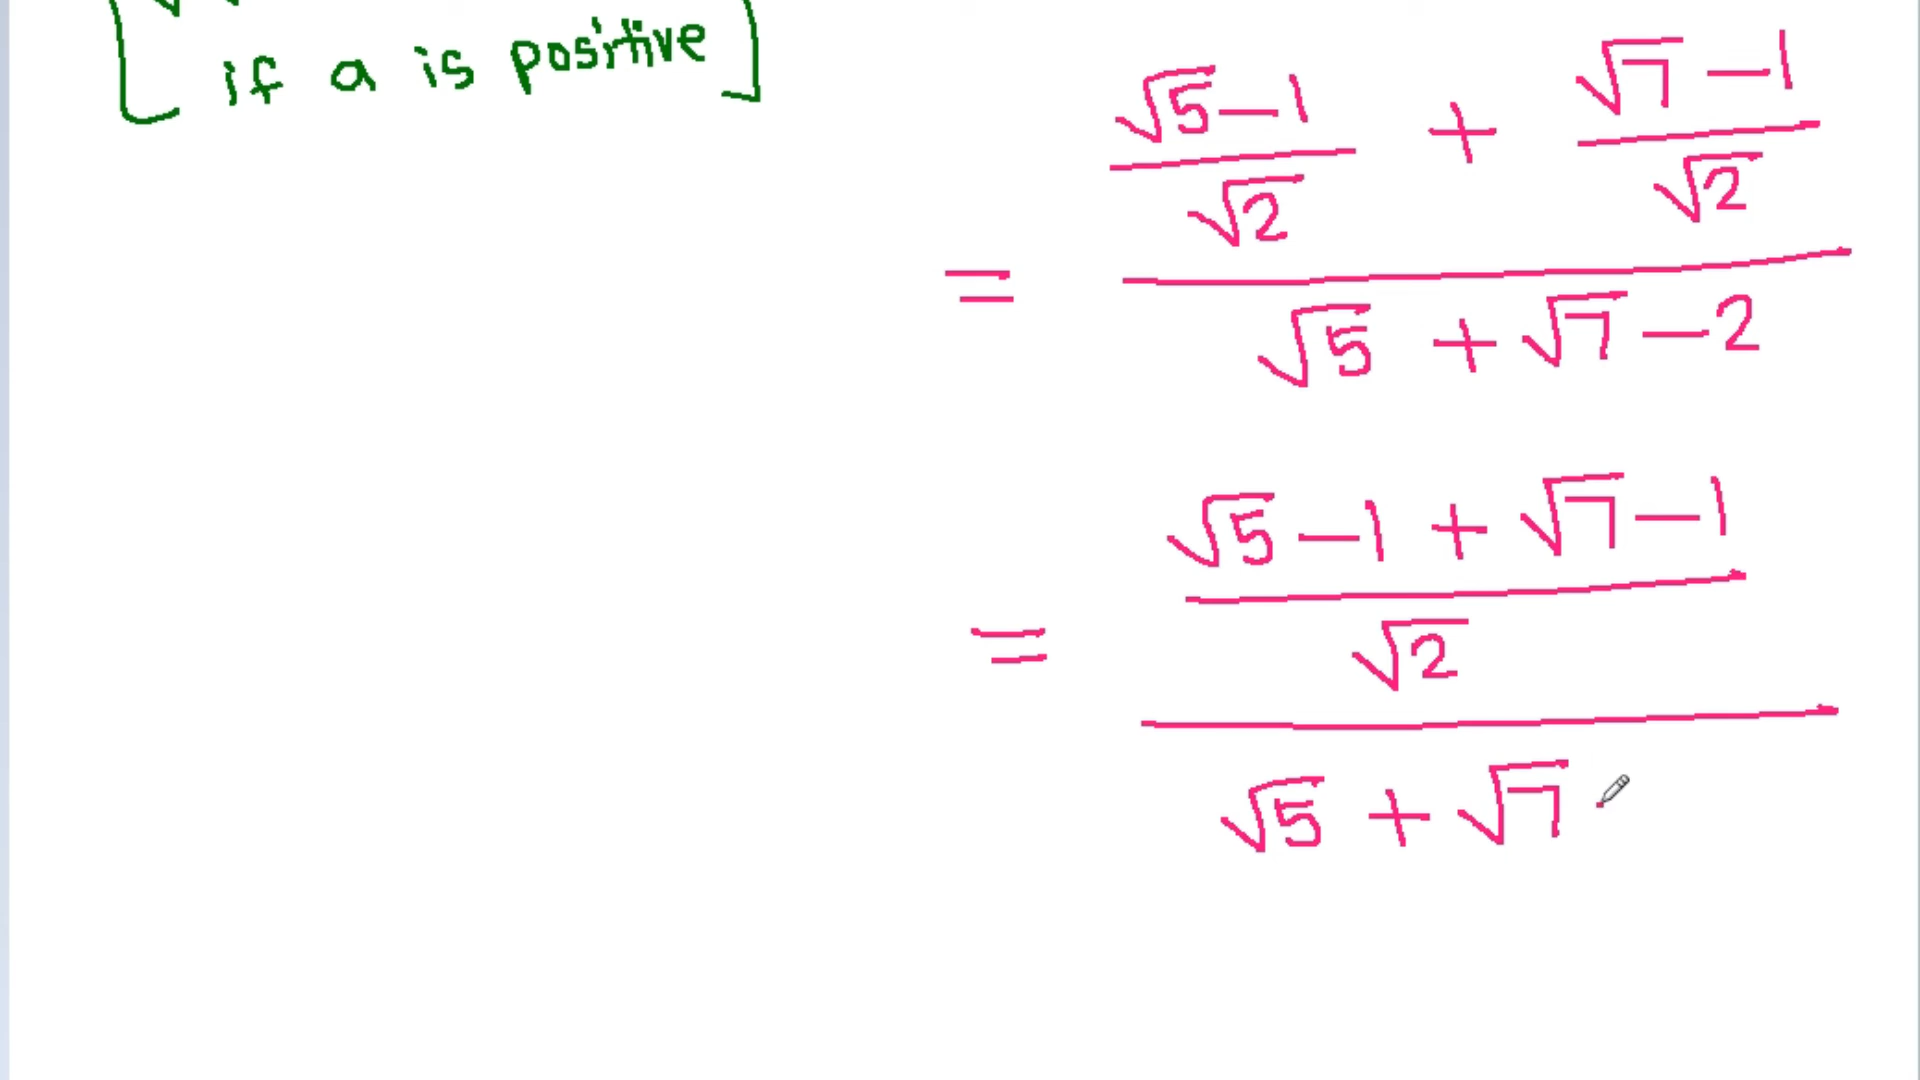 if a is positive
√5-1 + √7-1
√2 √2
=
√5 + √7-2
√5-1 + √7-1
√2
=
√5 + √7